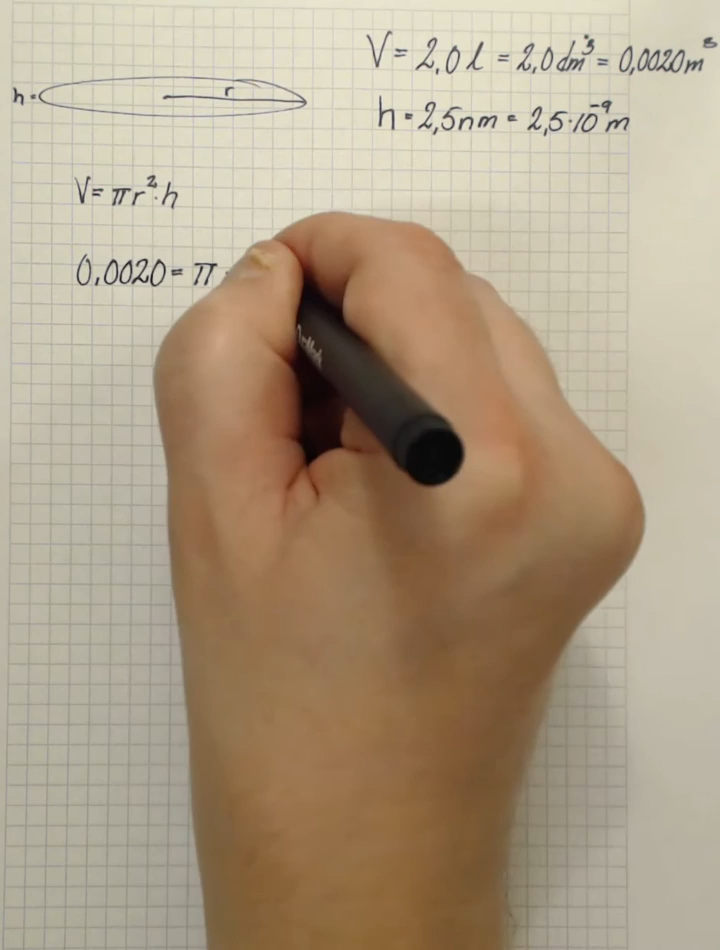 V = 2,0 l = 2,0 dm³ = 0,0020 m³
h = 2,5 nm = 2,5·10⁻⁹ m
h =
r
V = πr²·h
0,0020 = π ·